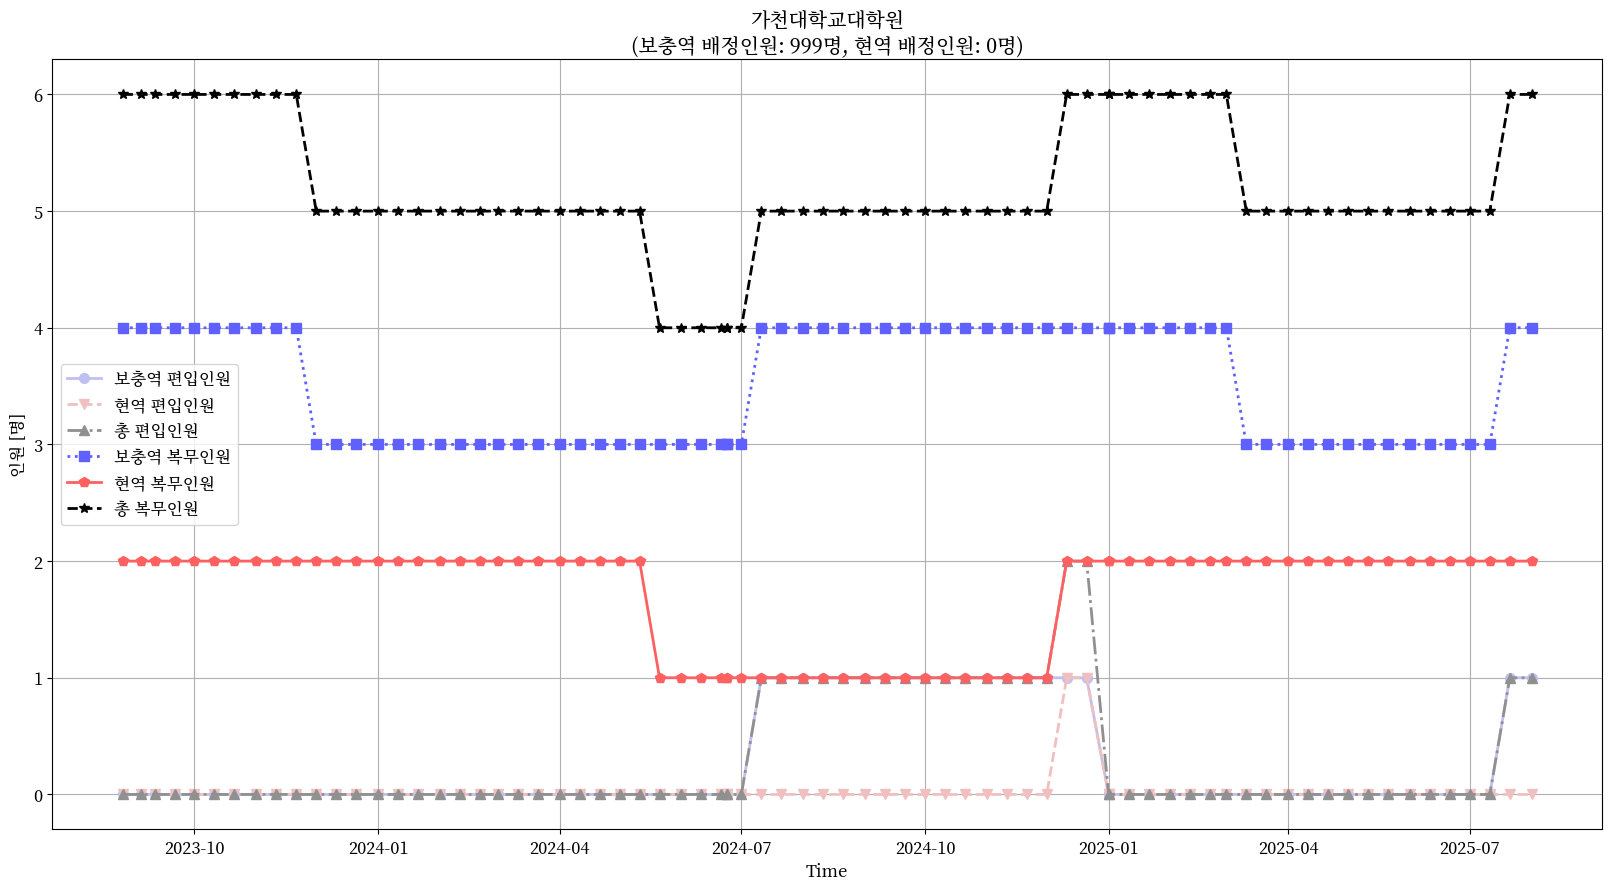 가천대학교대학원
(보충역 배정인원: 999명, 현역 배정인원: 0명)
인원 [명]
6
5
4
3
2
1
0
보충역 편입인원
현역 편입인원
총 편입인원
보충역 복무인원
현역 복무인원
총 복무인원
2023-10
2024-01
2024-04
2024-07
2024-10
2025-01
2025-04
2025-07
Time